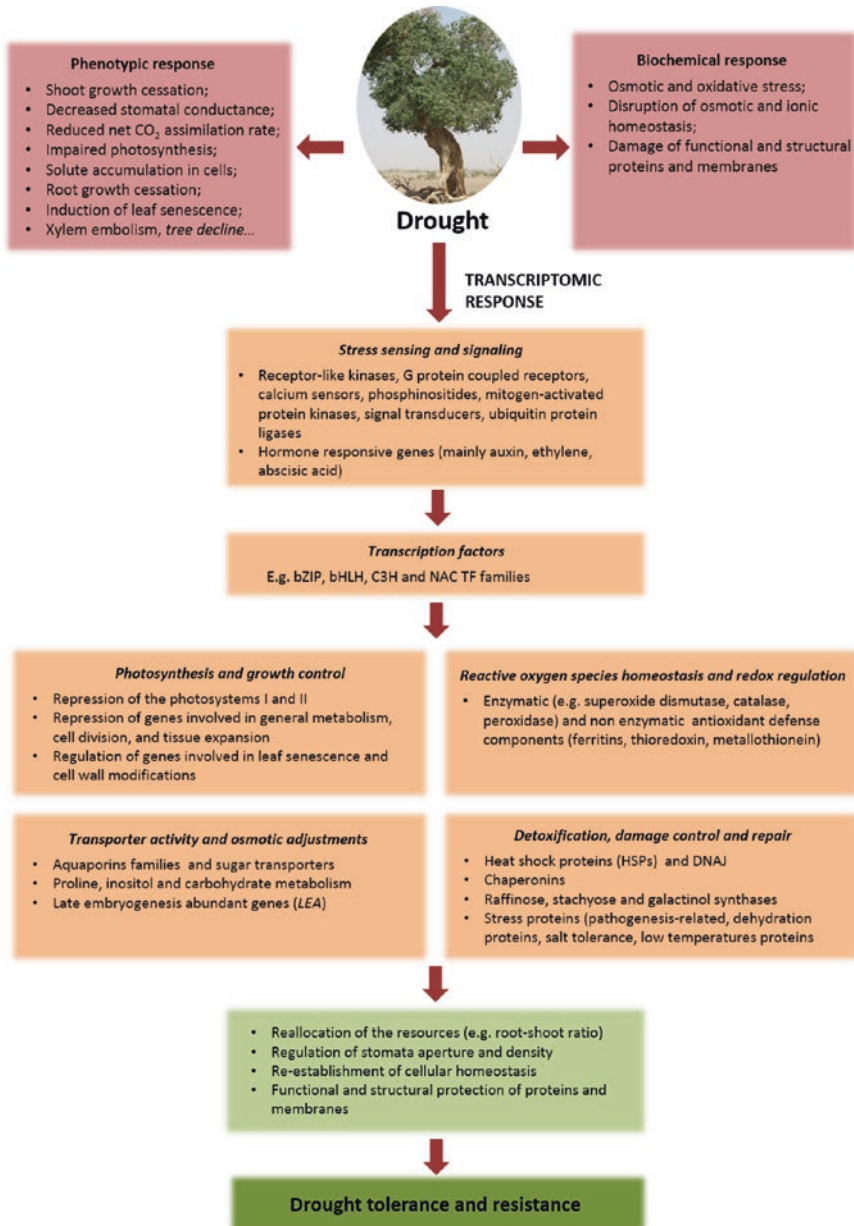 Phenotypic response
• Shoot growth cessation;
• Decreased stomatal conductance;
• Reduced net CO₂ assimilation rate;
• Impaired photosynthesis;
• Solute accumulation in cells;
• Root growth cessation;
• Induction of leaf senescence;
• Xylem embolism, tree decline...
Drought
Biochemical response
• Osmotic and oxidative stress;
• Disruption of osmotic and ionic
homeostasis;
• Damage of functional and structural
proteins and membranes
TRANSCRIPTOMIC
RESPONSE
Stress sensing and signaling
• Receptor-like kinases, G protein coupled receptors,
calcium sensors, phosphinositides, mitogen-activated
protein kinases, signal transducers, ubiquitin protein
ligases
• Hormone responsive genes (mainly auxin, ethylene,
abscisic acid)
Transcription factors
E.g. bZIP, bHLH, C3H and NAC TF families
Photosynthesis and growth control
• Repression of the photosystems I and II
• Repression of genes involved in general metabolism,
cell division, and tissue expansion
• Regulation of genes involved in leaf senescence and
cell wall modifications
Reactive oxygen species homeostasis and redox regulation
• Enzymatic (e.g. superoxide dismutase, catalase,
peroxidase) and non enzymatic antioxidant defense
components (ferritins, thioredoxin, metallothionein)
Transporter activity and osmotic adjustments
• Aquaporins families and sugar transporters
• Proline, inositol and carbohydrate metabolism
• Late embryogenesis abundant genes (LEA)
Detoxification, damage control and repair
• Heat shock proteins (HSPs) and DNAJ
• Chaperonins
• Raffinose, stachyose and galactinol synthases
• Stress proteins (pathogenesis-related, dehydration
proteins, salt tolerance, low temperatures proteins
• Reallocation of the resources (e.g. root-shoot ratio)
• Regulation of stomata aperture and density
• Re-establishment of cellular homeostasis
• Functional and structural protection of proteins and
membranes
Drought tolerance and resistance